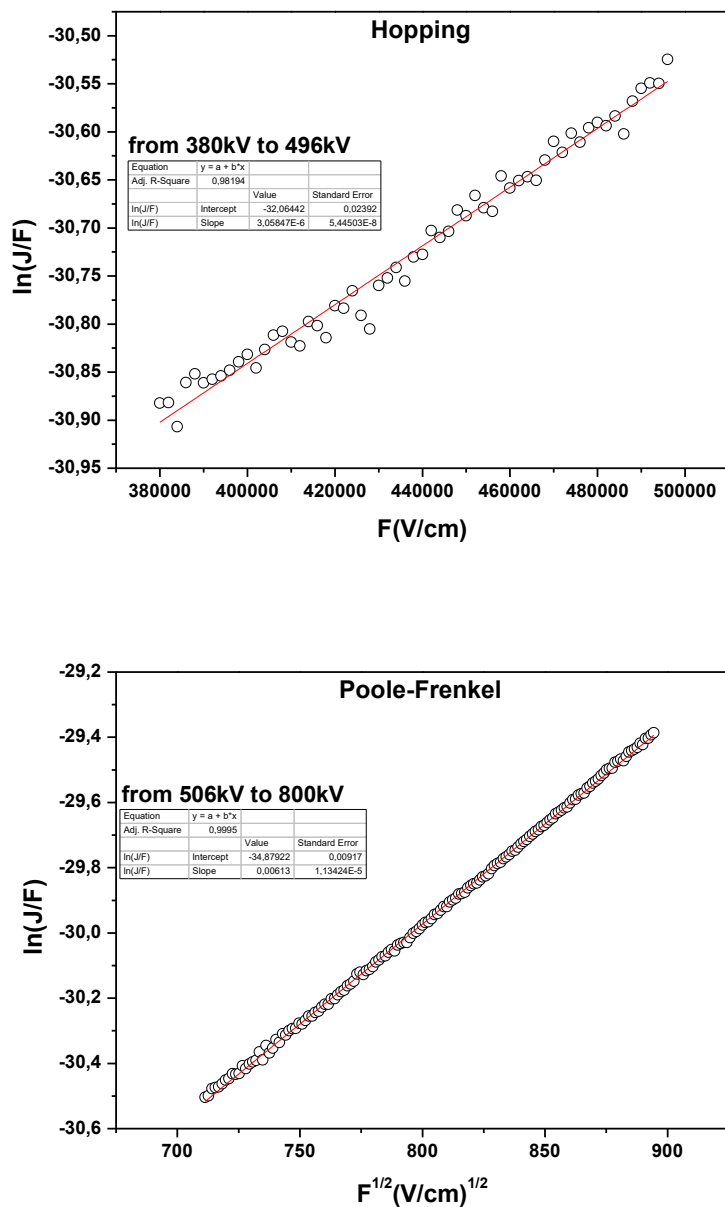 Hopping
-30,50
-30,55
-30,60
-30,65
-30,70
-30,75
-30,80
-30,85
-30,90
-30,95
ln(J/F)
from 380kV to 496kV
Equation y = a + b*x
Adj. R-Square 0,98194
Value Standard Error
ln(J/F) Intercept -32,06442 0,02392
ln(J/F) Slope 3,05847E-6 5,44503E-8
380000 400000 420000 440000 460000 480000 500000
F(V/cm)
Poole-Frenkel
-29,2
-29,4
-29,6
-29,8
-30,0
-30,2
-30,4
-30,6
ln(J/F)
from 506kV to 800kV
Equation y = a + b*x
Adj. R-Square 0,9995
Value Standard Error
ln(J/F) Intercept -34,87922 0,00917
ln(J/F) Slope 0,00613 1,13424E-5
700 750 800 850 900
F^1/2(V/cm)^1/2